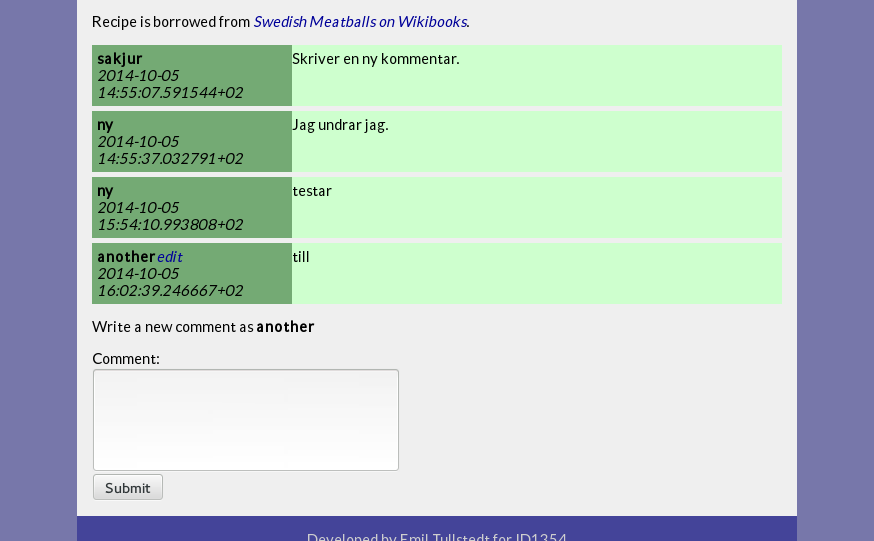 Recipe is borrowed from Swedish Meatballs on Wikibooks.
sakjur
Skriver en ny kommentar.
2014-10-05
14:55:07.591544+02
ny
Jag undrar jag.
2014-10-05
14:55:37.032791+02
ny
testar
2014-10-05
15:54:10.993808+02
another edit
till
2014-10-05
16:02:39.246667+02
Write a new comment as another
Comment:
Submit
Developed by Emil Tullstedt for ID1354